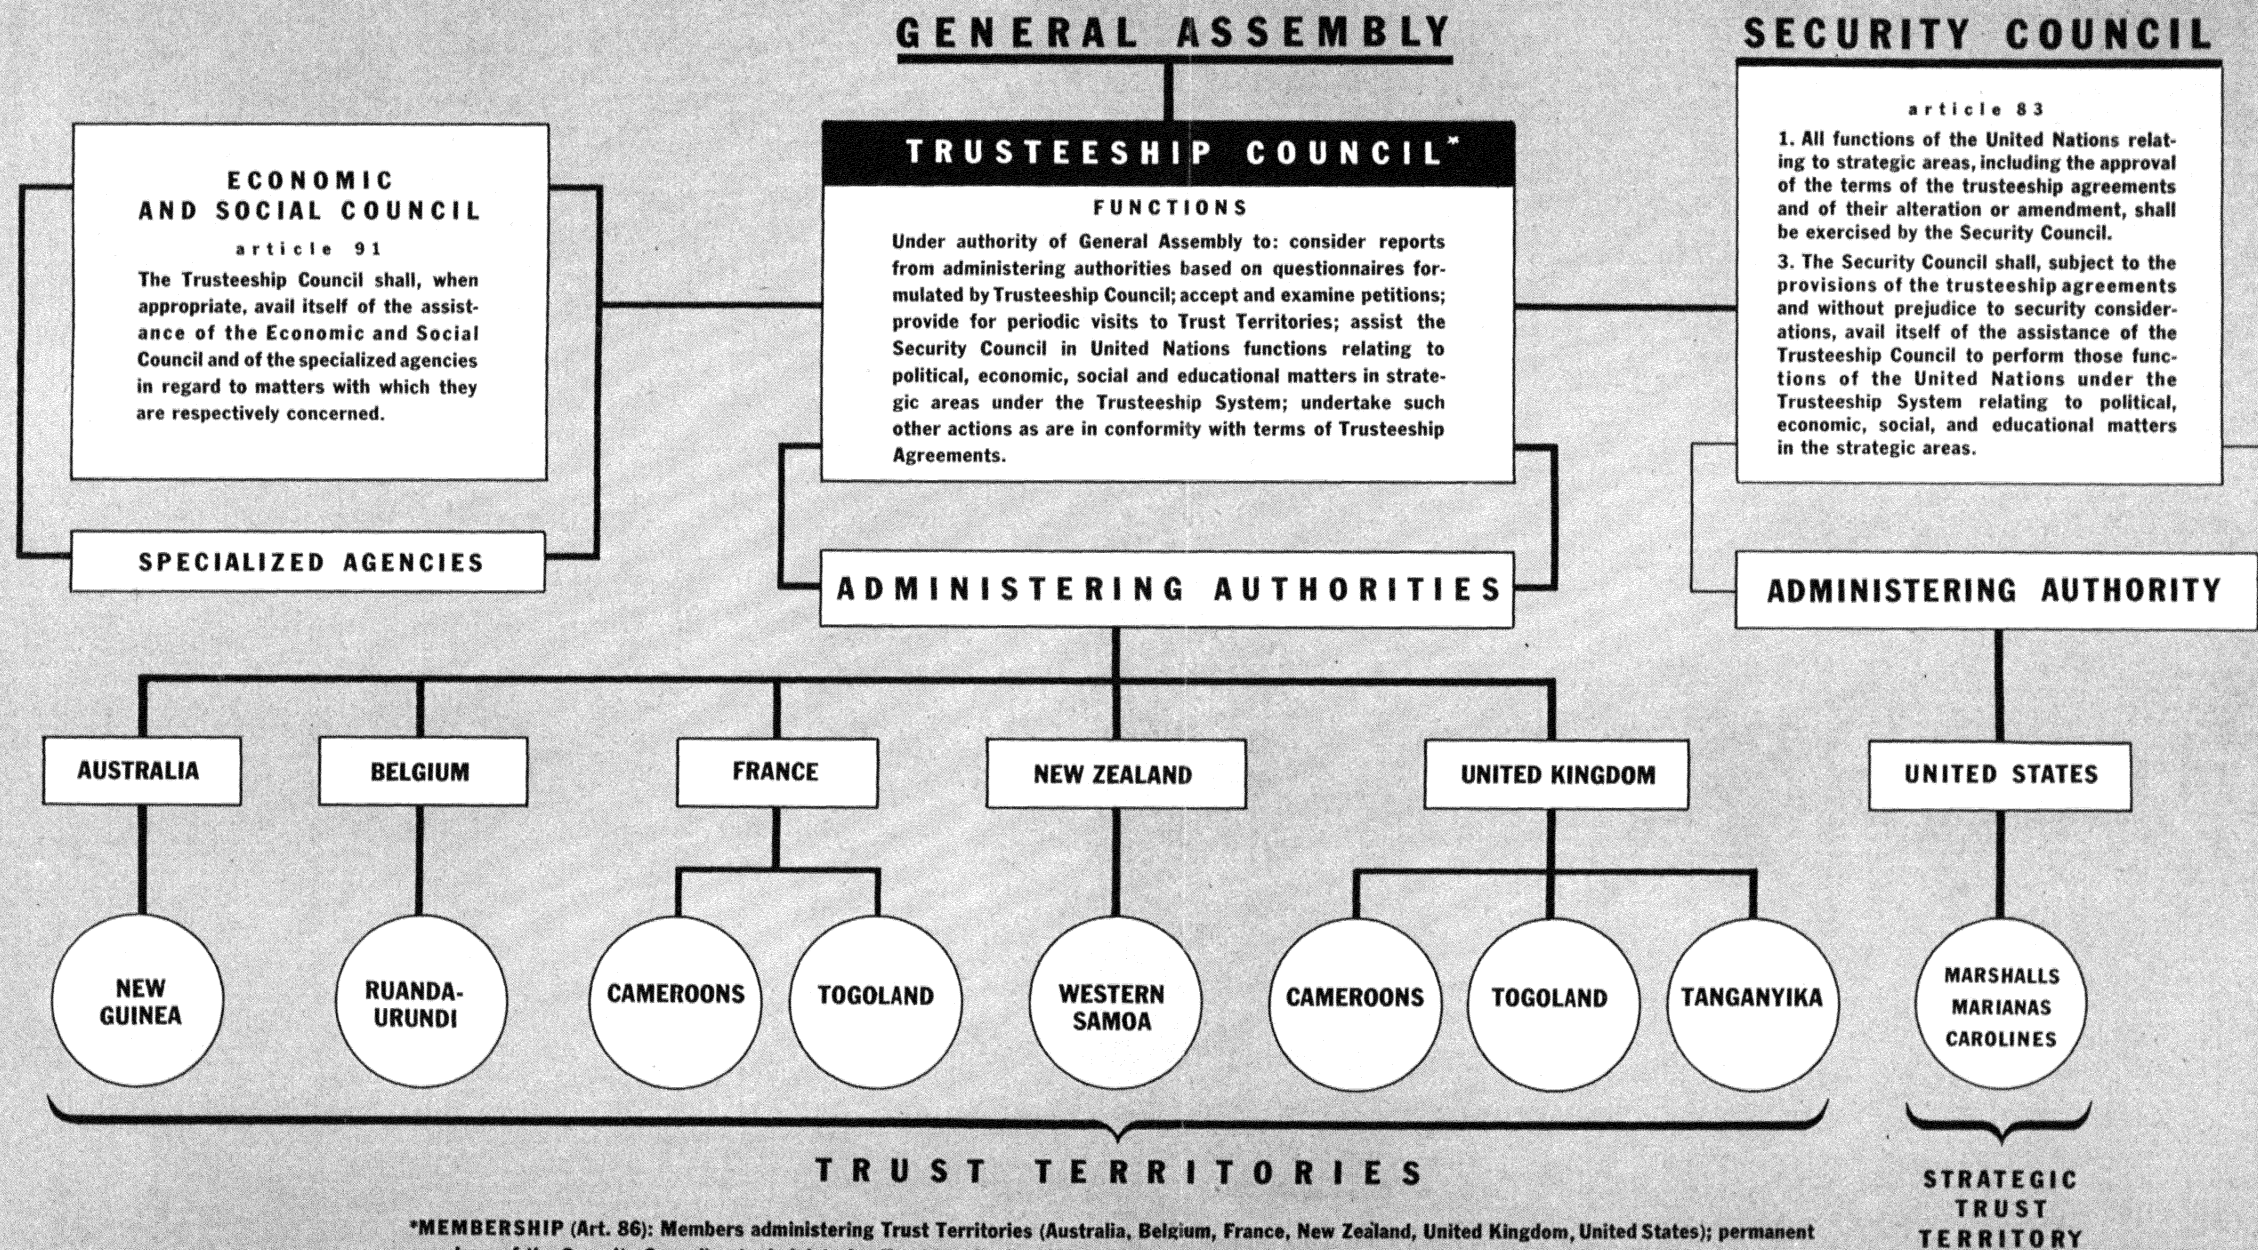 GENERAL ASSEMBLY
SECURITY COUNCIL
ECONOMIC
AND SOCIAL COUNCIL
article 91
The Trusteeship Council shall, when
appropriate, avail itself of the assist-
ance of the Economic and Social
Council and of the specialized agencies
in regard to matters with which they
are respectively concerned.
SPECIALIZED AGENCIES
TRUSTEESHIP COUNCIL*
FUNCTIONS
Under authority of General Assembly to: consider reports
from administering authorities based on questionnaires for-
mulated by Trusteeship Council; accept and examine petitions;
provide for periodic visits to Trust Territories; assist the
Security Council in United Nations functions relating to
political, economic, social and educational matters in strate-
gic areas under the Trusteeship System; undertake such
other actions as are in conformity with terms of Trusteeship
Agreements.
ADMINISTERING AUTHORITIES
article 83
1. All functions of the United Nations relat-
ing to strategic areas, including the approval
of the terms of the trusteeship agreements
and of their alteration or amendment, shall
be exercised by the Security Council.
3. The Security Council shall, subject to the
provisions of the trusteeship agreements
and without prejudice to security consider-
ations, avail itself of the assistance of the
Trusteeship Council to perform those func-
tions of the United Nations under the
Trusteeship System relating to political,
economic, social, and educational matters
in the strategic areas.
ADMINISTERING AUTHORITY
AUSTRALIA
BELGIUM
FRANCE
NEW ZEALAND
UNITED KINGDOM
UNITED STATES
NEW
GUINEA
RUANDA-
URUNDI
CAMEROONS
TOGOLAND
WESTERN
SAMOA
CAMEROONS
TOGOLAND
TANGANYIKA
MARSHALLS
MARIANAS
CAROLINES
TRUST TERRITORIES
STRATEGIC
TRUST
TERRITORY
*MEMBERSHIP (Art. 86): Members administering Trust Territories (Australia, Belgium, France, New Zealand, United Kingdom, United States); permanent